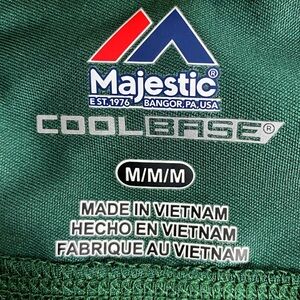 Majestic®
EST. 1976 BANGOR, PA, USA
COOLBASE®
M/M/M
MADE IN VIETNAM
HECHO EN VIETNAM
FABRIQUE AU VIETNAM